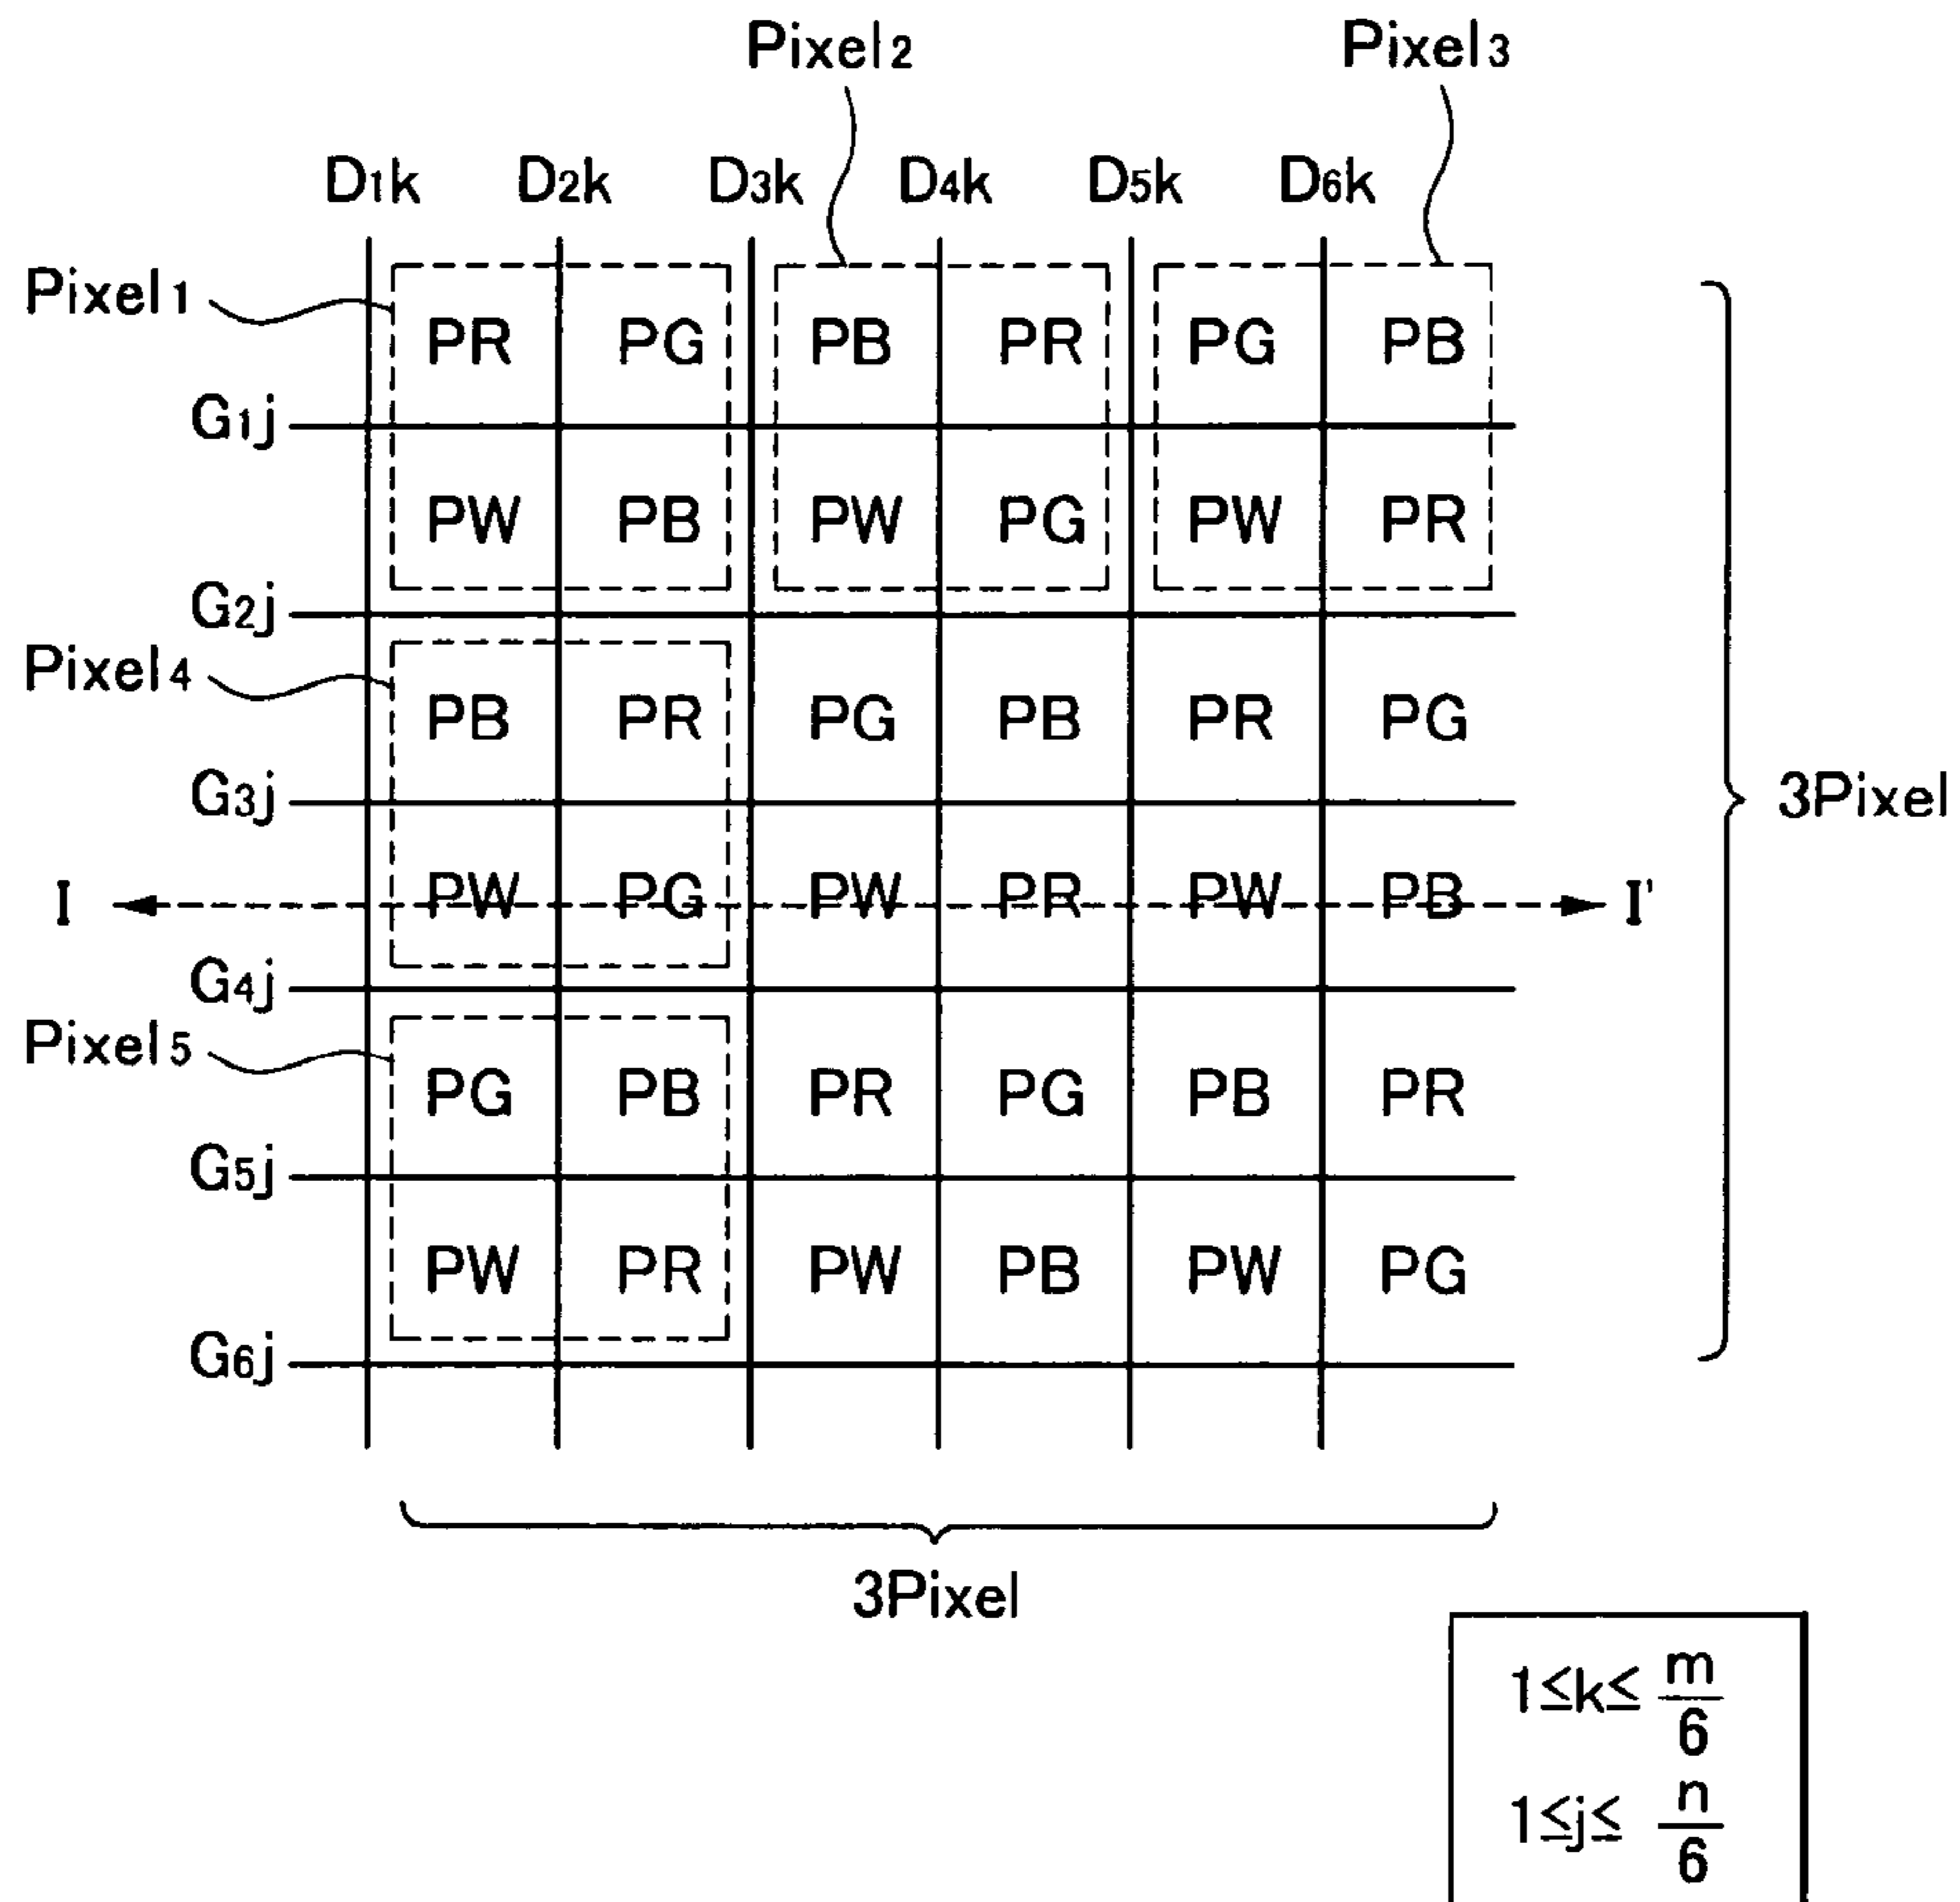 Pixel2 Pixel3
D1k D2k D3k D4k D5k D6k
Pixel1
PR PG PB PR PG PB
G1j
PW PB PW PG PW PR
G2j
Pixel4
PB PR PG PB PR PG
G3j
3Pixel
I PW PG PW PR PW PB I'
G4j
Pixel5
PG PB PR PG PB PR
G5j
PW PR PW PB PW PG
G6j
3Pixel
1≤k≤ m/6
1≤j≤ n/6